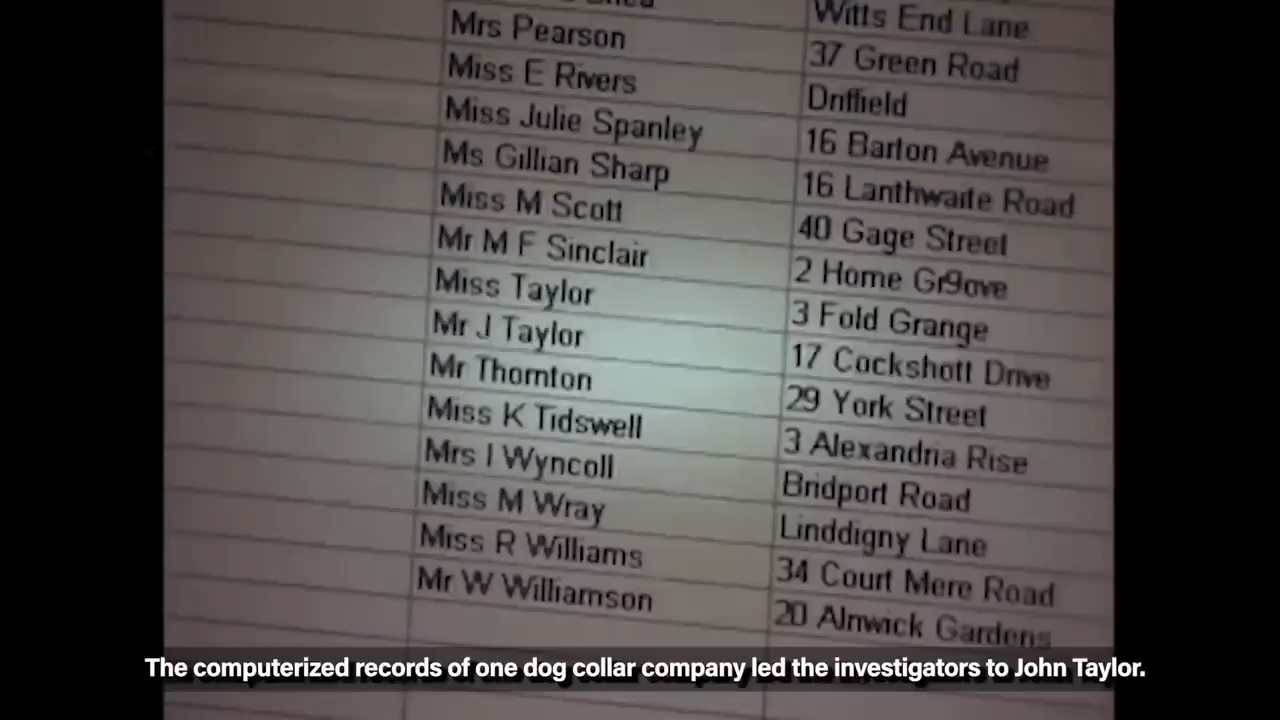 Witts End Lane
Mrs Pearson 37 Green Road
Miss E Rivers Driffield
Miss Julie Spanley 16 Barton Avenue
Ms Gillian Sharp 16 Lanthwaite Road
Miss M Scott 40 Gage Street
Mr M F Sinclair 2 Home Gr9ove
Miss Taylor 3 Fold Grange
Mr J Taylor 17 Cockshott Drive
Mr Thornton 29 York Street
Miss K Tidswell 3 Alexandria Rise
Mrs I Wyncoll Bridport Road
Miss M Wray Linddigny Lane
Miss R Williams 34 Court Mere Road
Mr W Williamson 20 Alnwick Gardens
The computerized records of one dog collar company led the investigators to John Taylor.